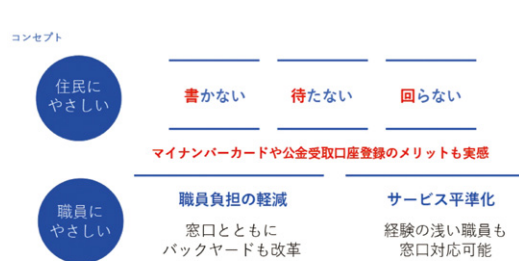 コンセプト
住民に
やさしい
書かない
待たない
回らない
マイナンバーカードや公金受取口座登録のメリットも実感
職員に
やさしい
職員負担の軽減
窓口とともに
バックヤードも改革
サービス平準化
経験の浅い職員も
窓口対応可能